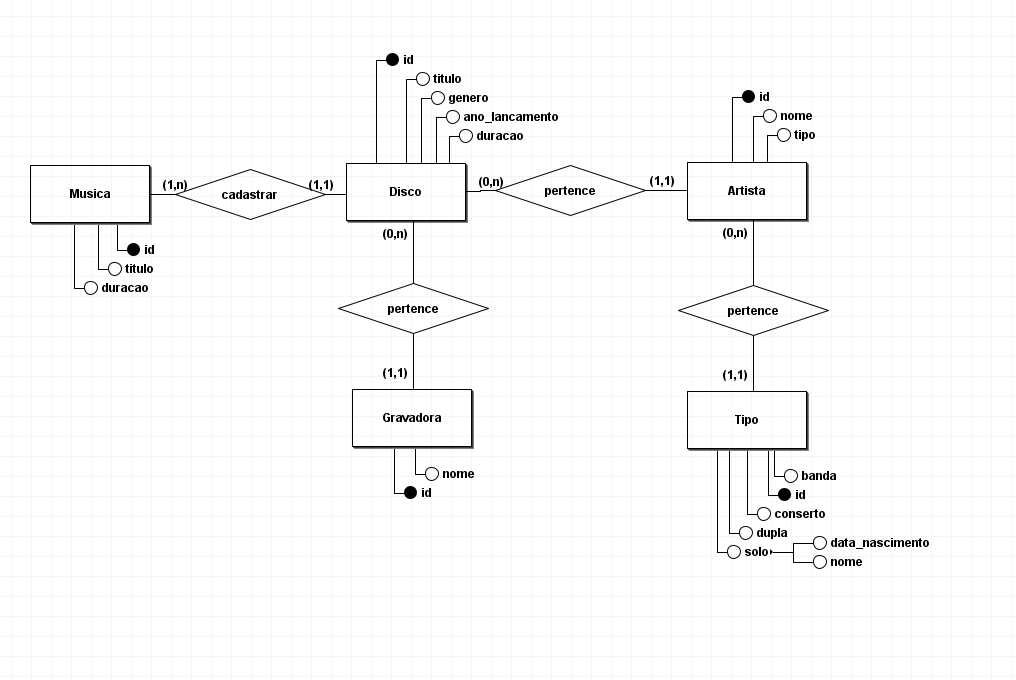 id
titulo
genero
ano_lancamento
duracao
id
nome
tipo
Musica
(1,n)
cadastrar
(1,1)
Disco
(0,n)
pertence
(1,1)
Artista
id
titulo
duracao
(0,n)
pertence
(1,1)
Gravadora
nome
id
(0,n)
pertence
(1,1)
Tipo
banda
id
conserto
dupla
solo
data_nascimento
nome